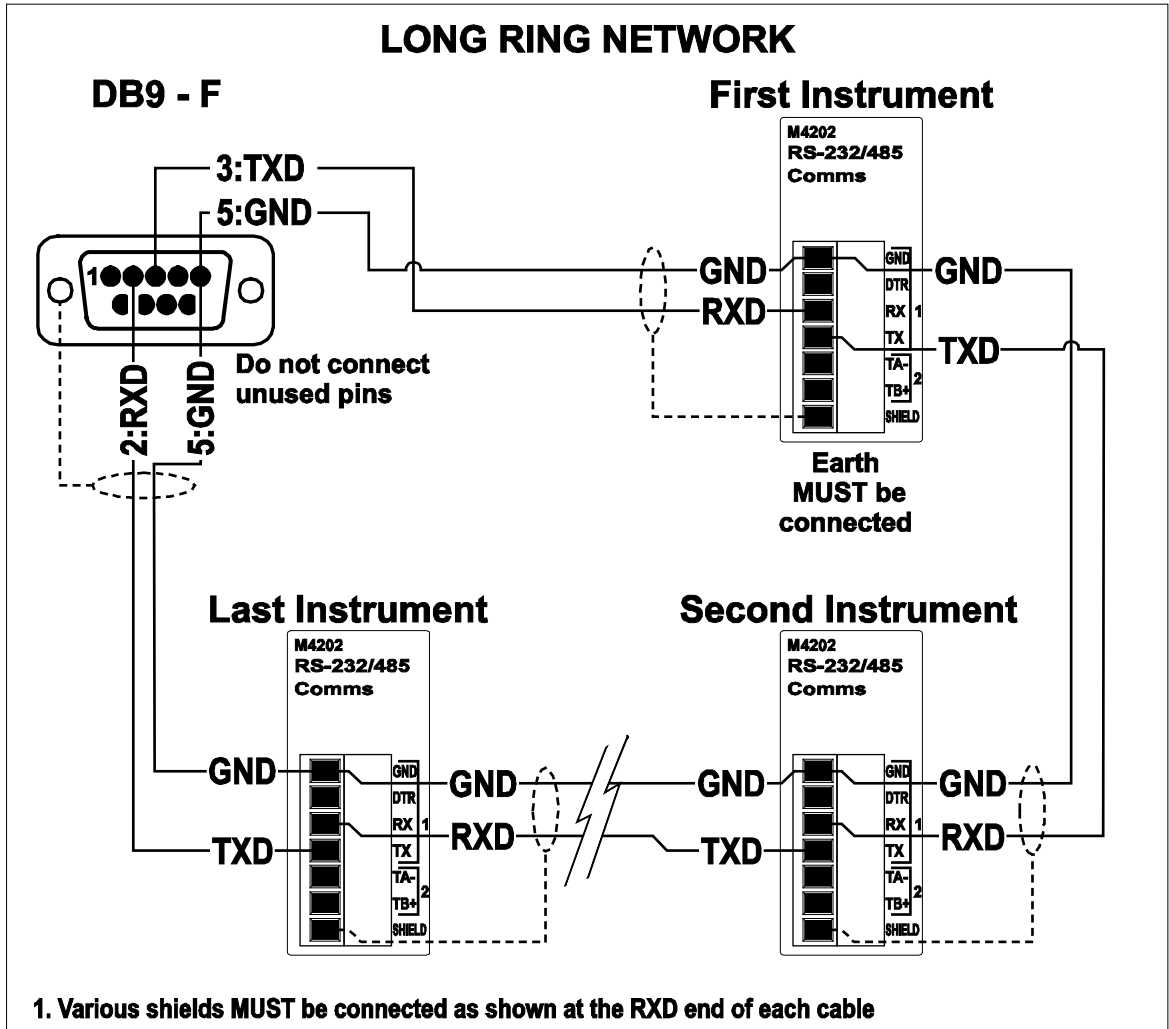 LONG RING NETWORK
DB9 - F
First Instrument
M4202
RS-232/485
Comms
3:TXD
5:GND
1
2:RXD
5:GND
Do not connect
unused pins
GND
RXD
GND
DTR
RX
1
TX
TA-
2
TB+
SHIELD
GND
TXD
Earth
MUST be
connected
Last Instrument
M4202
RS-232/485
Comms
GND
TXD
GND
DTR
RX
1
TX
TA-
2
TB+
SHIELD
GND
RXD
Second Instrument
M4202
RS-232/485
Comms
GND
TXD
GND
DTR
RX
1
TX
TA-
2
TB+
SHIELD
GND
RXD
1. Various shields MUST be connected as shown at the RXD end of each cable